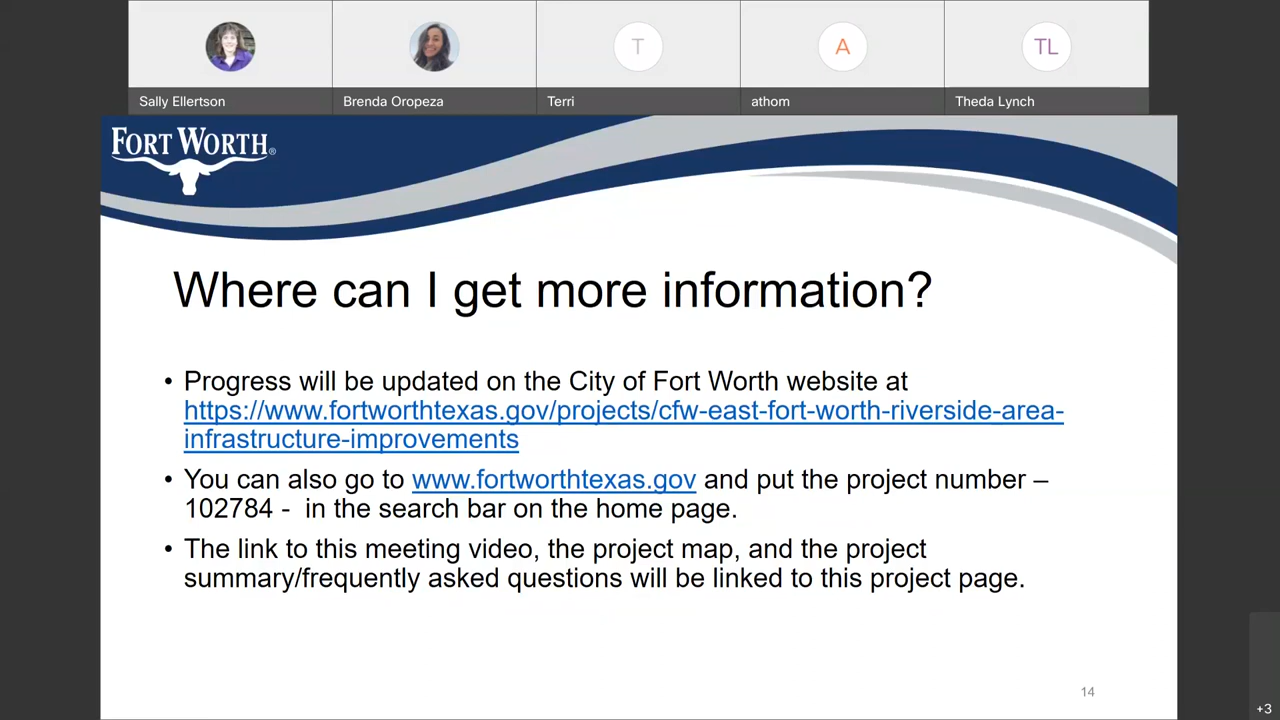 T
A
TL
Sally Ellertson
Brenda Oropeza
Terri
athom
Theda Lynch
FORT WORTH®
Where can I get more information?
• Progress will be updated on the City of Fort Worth website at
https://www.fortworthtexas.gov/projects/cfw-east-fort-worth-riverside-area-
infrastructure-improvements
• You can also go to www.fortworthtexas.gov and put the project number –
102784 - in the search bar on the home page.
• The link to this meeting video, the project map, and the project
summary/frequently asked questions will be linked to this project page.
14
+3